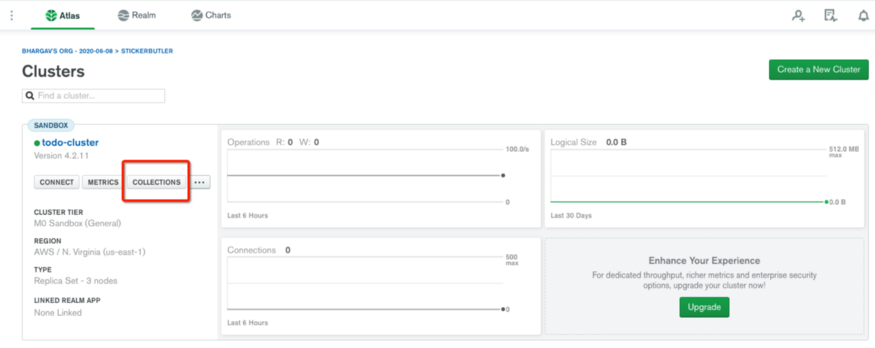 Atlas
Realm
Charts
BHARGAV'S ORG - 2020-06-08 > STICKERBUTLER
Clusters
Create a New Cluster
Find a cluster...
SANDBOX
todo-cluster
Version 4.2.11
CONNECT
METRICS
COLLECTIONS
...
CLUSTER TIER
M0 Sandbox (General)
REGION
AWS / N. Virginia (us-east-1)
TYPE
Replica Set - 3 nodes
LINKED REALM APP
None Linked
Operations R: 0 W: 0
100.0/s
0
Last 6 Hours
Logical Size 0.0 B
512.0 MB
max
0.0 B
Last 30 Days
Connections 0
500
max
0
Last 6 Hours
Enhance Your Experience
For dedicated throughput, richer metrics and enterprise security
options, upgrade your cluster now!
Upgrade